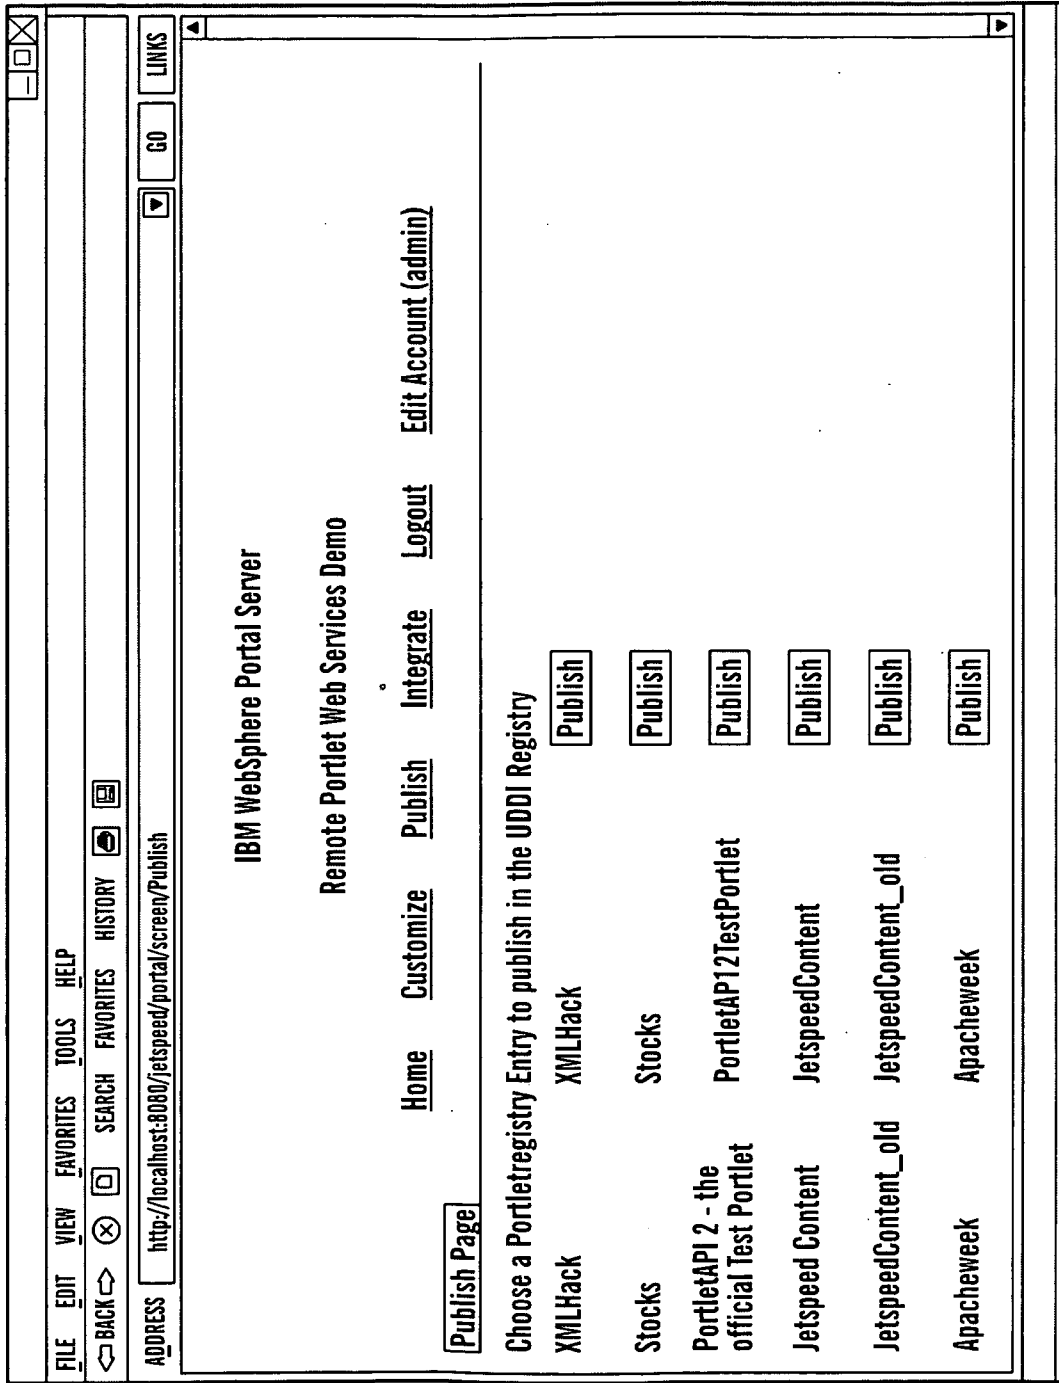 FILE EDIT VIEW FAVORITES TOOLS HELP
BACK SEARCH FAVORITES HISTORY
ADDRESS http://localhost:8080/jetspeed/portal/screen/Publish GO LINKS
IBM WebSphere Portal Server
Remote Portlet Web Services Demo
Home Customize Publish Integrate Logout Edit Account (admin)
Publish Page
Choose a Portletregistry Entry to publish in the UDDI Registry
XMLHack XMLHack Publish
Stocks Stocks Publish
PortletAPI 2 - the
official Test Portlet PortletAP12TestPortlet Publish
Jetspeed Content JetspeedContent Publish
JetspeedContent_old JetspeedContent_old Publish
Apacheweek Apacheweek Publish